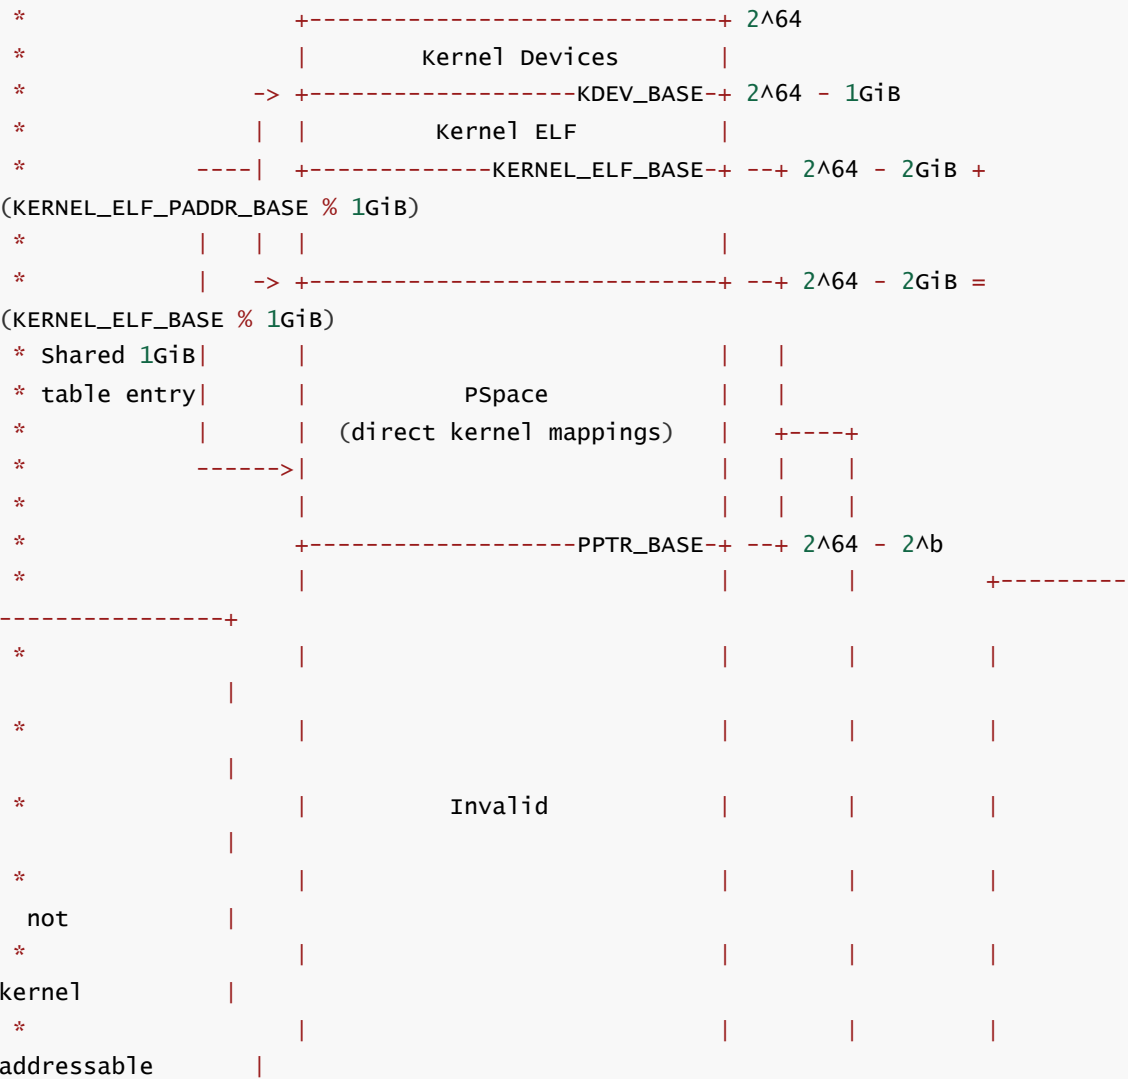 *                    +-----------------------------+ 2^64
 *                    |        Kernel Devices       |
 *                 -> +-------------------KDEV_BASE-+ 2^64 - 1GiB
 *                 |  |         Kernel ELF          |
 *             ----|  +-------------KERNEL_ELF_BASE-+ --+ 2^64 - 2GiB +
(KERNEL_ELF_PADDR_BASE % 1GiB)
 *             |   |  |                             |
 *             |   -> +-----------------------------+ --+ 2^64 - 2GiB =
(KERNEL_ELF_BASE % 1GiB)
 * Shared 1GiB|       |                             |   |
 * table entry|       |           PSpace            |   |
 *            |       |  (direct kernel mappings)   |   +----+
 *            ------>|                             |   |    |
 *                    |                             |   |    |
 *                    +-------------------PPTR_BASE-+ --+ 2^64 - 2^b
 *                    |                             |        |         +---------
----------------+
 *                    |                             |        |         |
                |
 *                    |                             |        |         |
                |
 *                    |          Invalid            |        |         |
                |
 *                    |                             |        |         |
  not           |
 *                    |                             |        |         |
kernel          |
 *                    |                             |        |         |
addressable       |